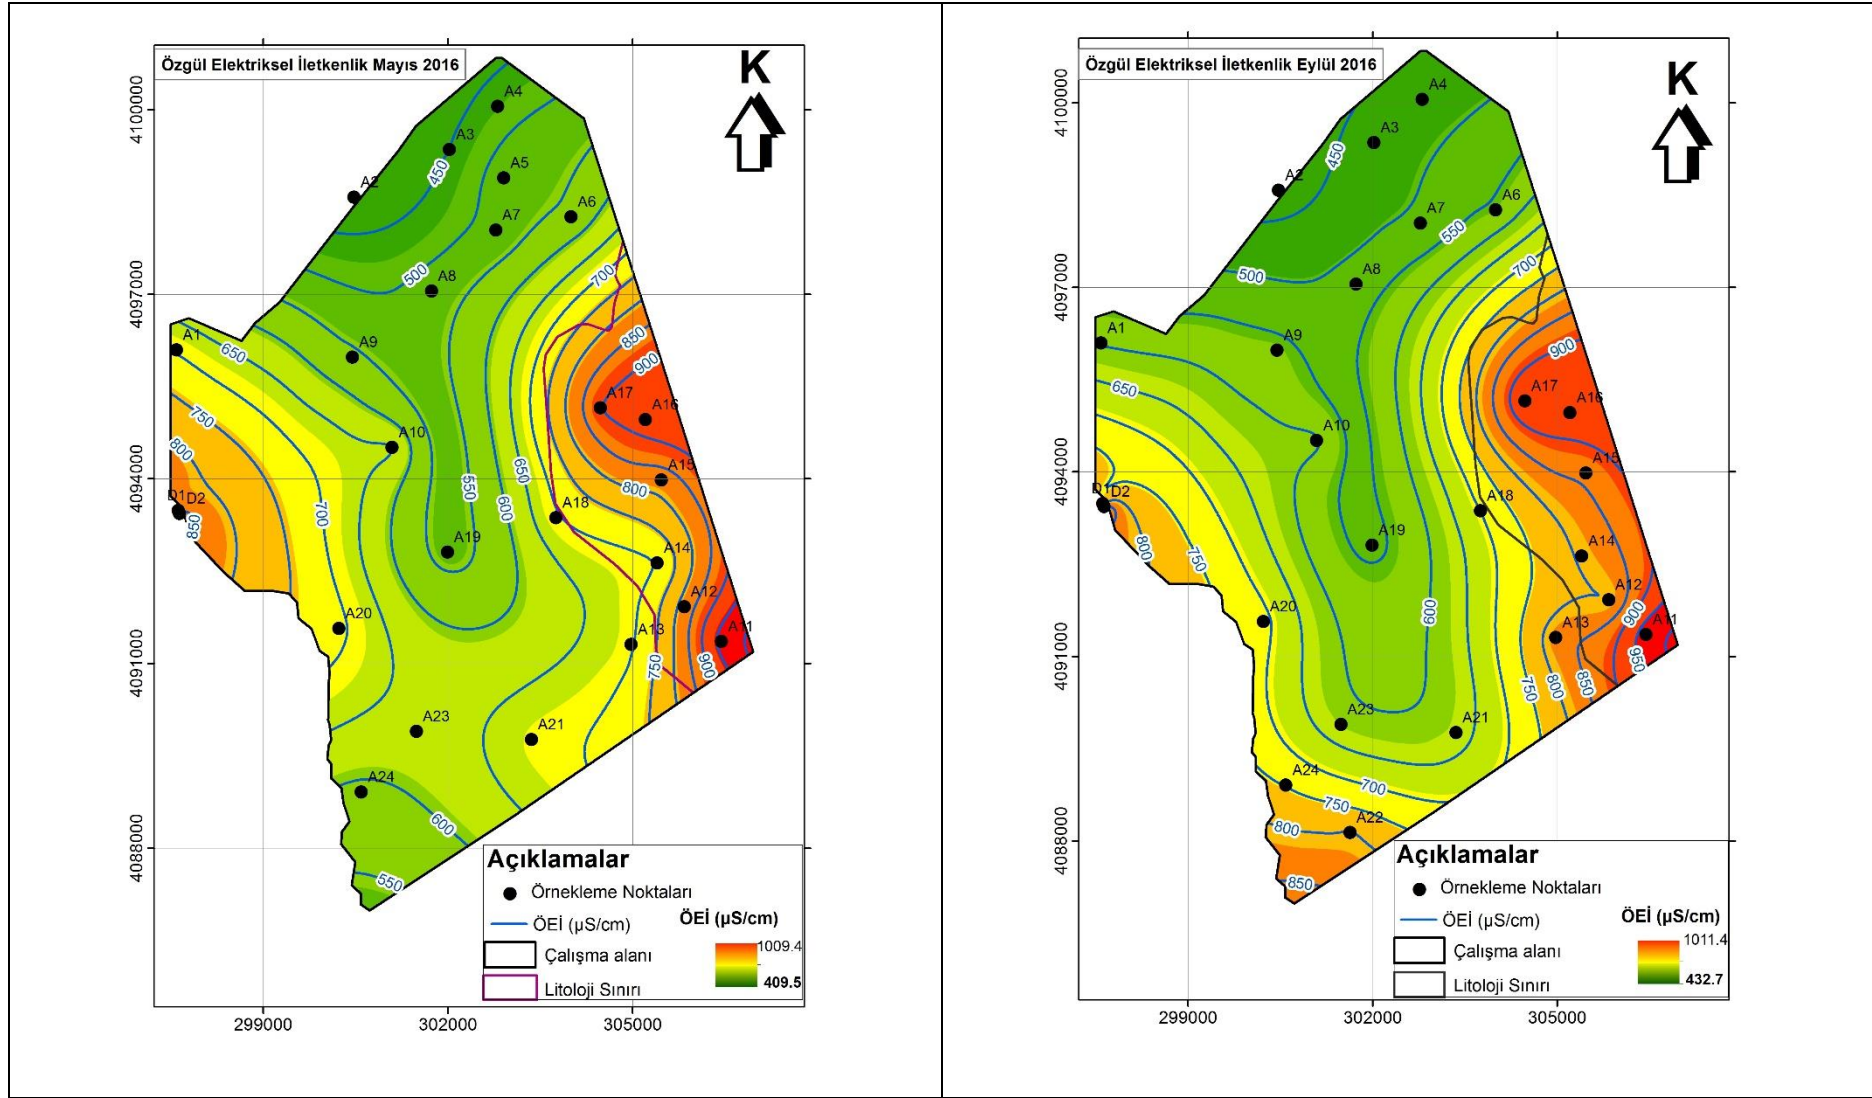 Özgül Elektriksel İletkenlik Mayıs 2016
K
4100000
4097000
4094000
4091000
4088000
299000
302000
305000
A4
A3
A5
A2
A6
A7
A8
A1
A9
A17
A16
A10
A15
D1
D2
A18
A19
A14
A12
A20
A13
A11
A23
A21
A24
450
500
700
650
850
900
750
800
650
800
550
600
700
850
750
900
600
550
Açıklamalar
Örnekleme Noktaları
ÖEİ (µS/cm)
Çalışma alanı
Litoloji Sınırı
ÖEİ (µS/cm)
1009.4
409.5
Özgül Elektriksel İletkenlik Eylül 2016
K
4100000
4097000
4094000
4091000
4088000
299000
302000
305000
A4
A3
A2
A6
A7
A8
A1
A9
A17
A16
A10
A15
D1
D2
A18
A19
A14
A12
A20
A13
A11
A23
A21
A24
A22
450
550
500
700
900
650
800
750
600
900
950
750
800
850
700
750
800
850
Açıklamalar
Örnekleme Noktaları
ÖEİ (µS/cm)
Çalışma alanı
Litoloji Sınırı
ÖEİ (µS/cm)
1011.4
432.7